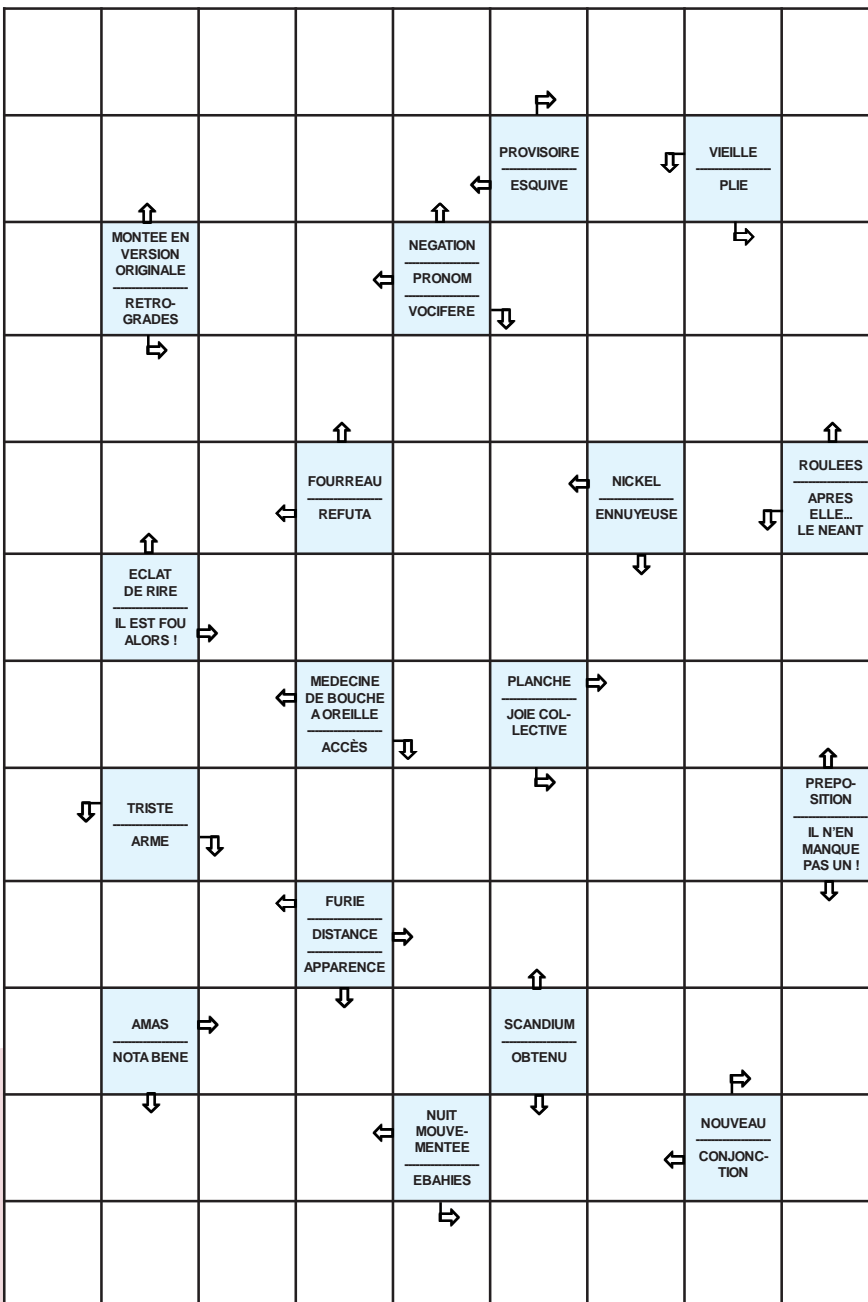 PROVISOIRE
ESQUIVE
VIEILLE
PLIE
MONTEE EN
VERSION
ORIGINALE
RETRO-
GRADES
NEGATION
PRONOM
VOCIFERE
FOURREAU
REFUTA
NICKEL
ENNUYEUSE
ROULEES
APRES
ELLE...
LE NEANT
ECLAT
DE RIRE
IL EST FOU
ALORS !
MEDECINE
DE BOUCHE
A OREILLE
ACCÈS
PLANCHE
JOIE COL-
LECTIVE
TRISTE
ARME
PREPO-
SITION
IL N'EN
MANQUE
PAS UN !
FURIE
DISTANCE
APPARENCE
AMAS
NOTA BENE
SCANDIUM
OBTENU
NUIT
MOUVE-
MENTEE
EBAHIES
NOUVEAU
CONJONC-
TION